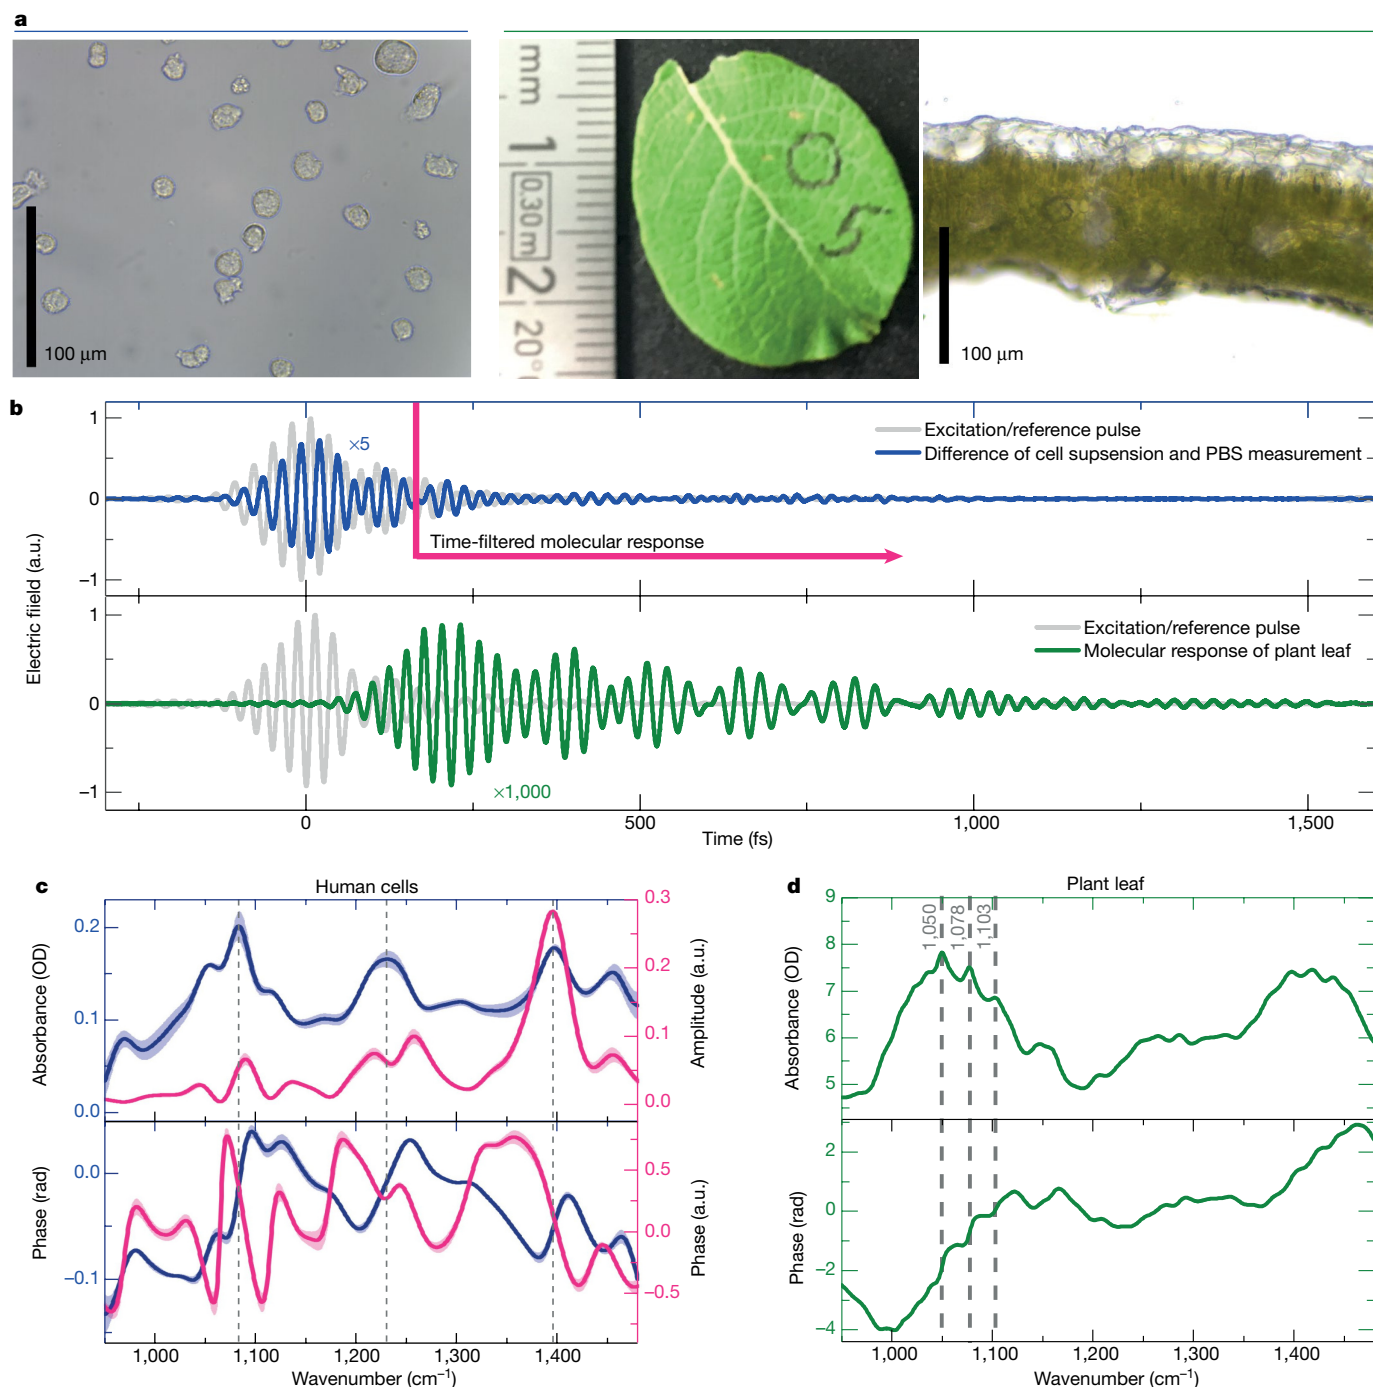 a
100 μm
mm
1
0.30m
2
20°
0
5
100 μm
b
1
0
−1
×5
Excitation/reference pulse
Difference of cell supsension and PBS measurement
Time-filtered molecular response
Electric fiield (a.u.)
1
0
−1
Excitation/reference pulse
Molecular response of plant leaf
×1,000
0
500
1,000
1,500
Time (fs)
c
Human cells
Absorbance (OD)
0.2
0.1
0.0
0.3
0.2
0.1
0.0
Amplitude (a.u.)
Phase (rad)
0.0
−0.1
0.5
0.0
−0.5
Phase (a.u.)
1,000
1,100
1,200
1,300
1,400
Wavenumber (cm⁻¹)
d
Plant leaf
Absorbance (OD)
9
8
7
6
5
1,050
1,078
1,103
Phase (rad)
2
0
−2
−4
1,000
1,100
1,200
1,300
1,400
Wavenumber (cm⁻¹)